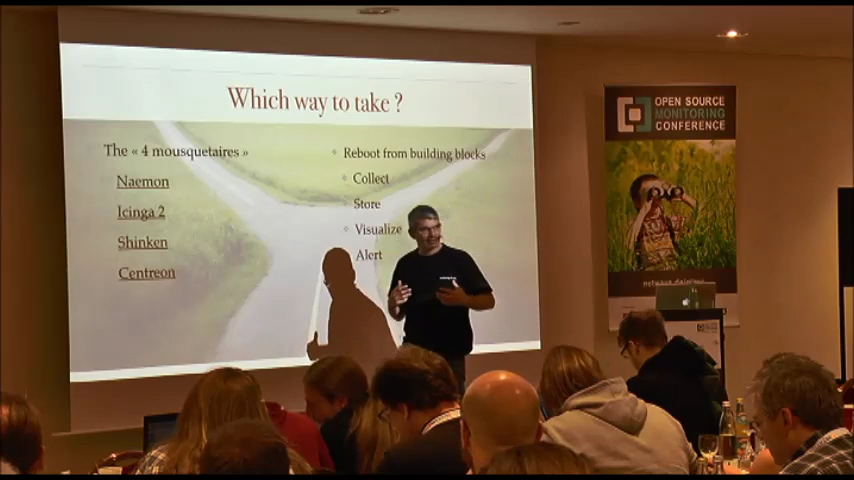 Which way to take ?
The « 4 mousquetaires »
Naemon
Icinga 2
Shinken
Centreon
Reboot from building blocks
Collect
Store
Visualize
Alert
OPEN SOURCE
MONITORING
CONFERENCE